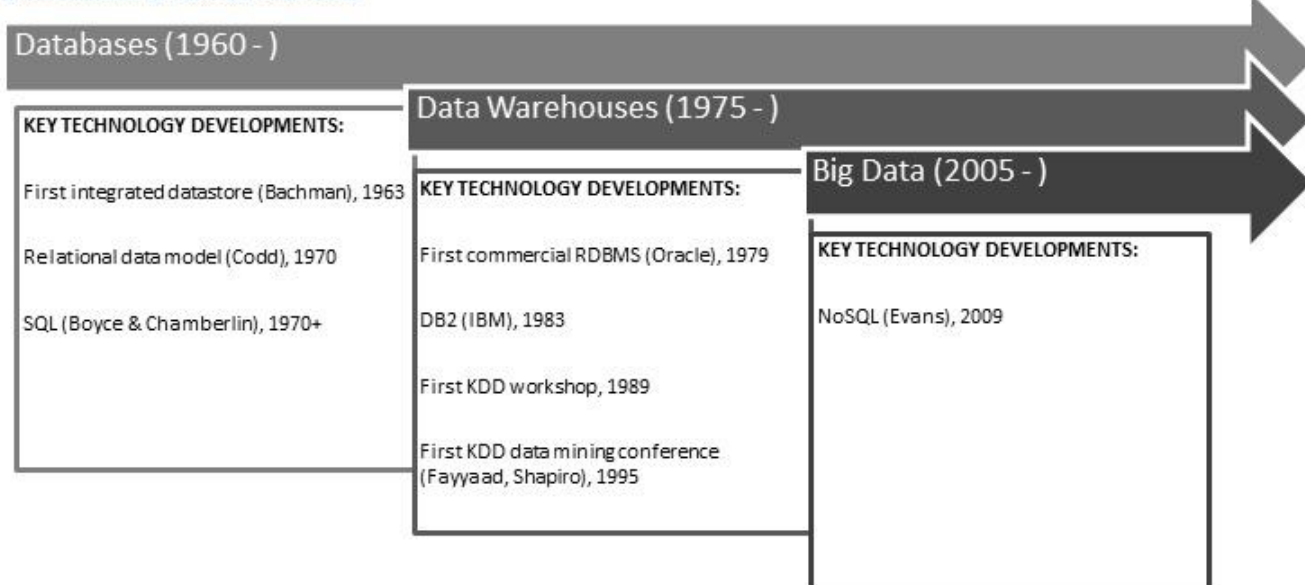 Databases (1960 - )
KEY TECHNOLOGY DEVELOPMENTS:
First integrated datastore (Bachman), 1963
Relational data model (Codd), 1970
SQL (Boyce & Chamberlin), 1970+
Data Warehouses (1975 - )
KEY TECHNOLOGY DEVELOPMENTS:
First commercial RDBMS (Oracle), 1979
DB2 (IBM), 1983
First KDD workshop, 1989
First KDD data mining conference
(Fayyaad, Shapiro), 1995
Big Data (2005 - )
KEY TECHNOLOGY DEVELOPMENTS:
NoSQL (Evans), 2009